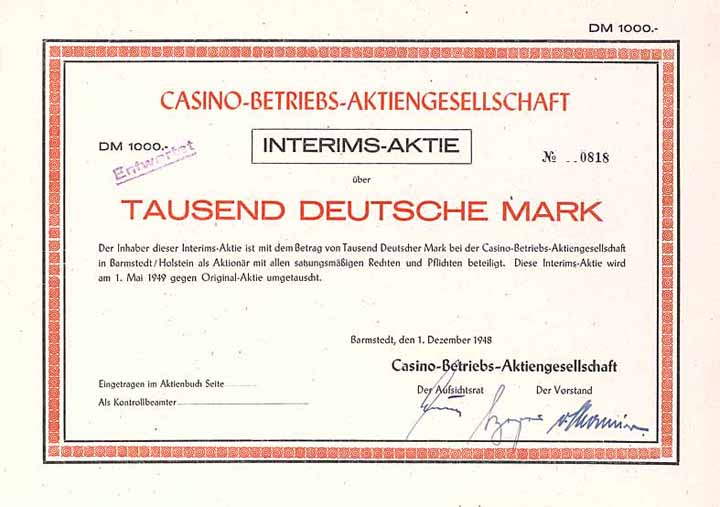 DM 1000.-
CASINO-BETRIEBS-AKTIENGESELLSCHAFT
DM 1000.-
Entwertet
INTERIMS-AKTIE
№ ..0818
über
TAUSEND DEUTSCHE MARK
Der Inhaber dieser Interims-Aktie ist mit dem Betrag von Tausend Deutscher Mark bei der Casino-Betriebs-Aktiengesellschaft
in Barmstedt/Holstein als Aktionär mit allen satzungsmäßigen Rechten und Pflichten beteiligt. Diese Interims-Aktie wird
am 1. Mai 1949 gegen Original-Aktie umgetauscht.
Barmstedt, den 1. Dezember 1948
Casino-Betriebs-Aktiengesellschaft
Eingetragen im Aktienbuch Seite
Der Aufsichtsrat Der Vorstand
Als Kontrollbeamter